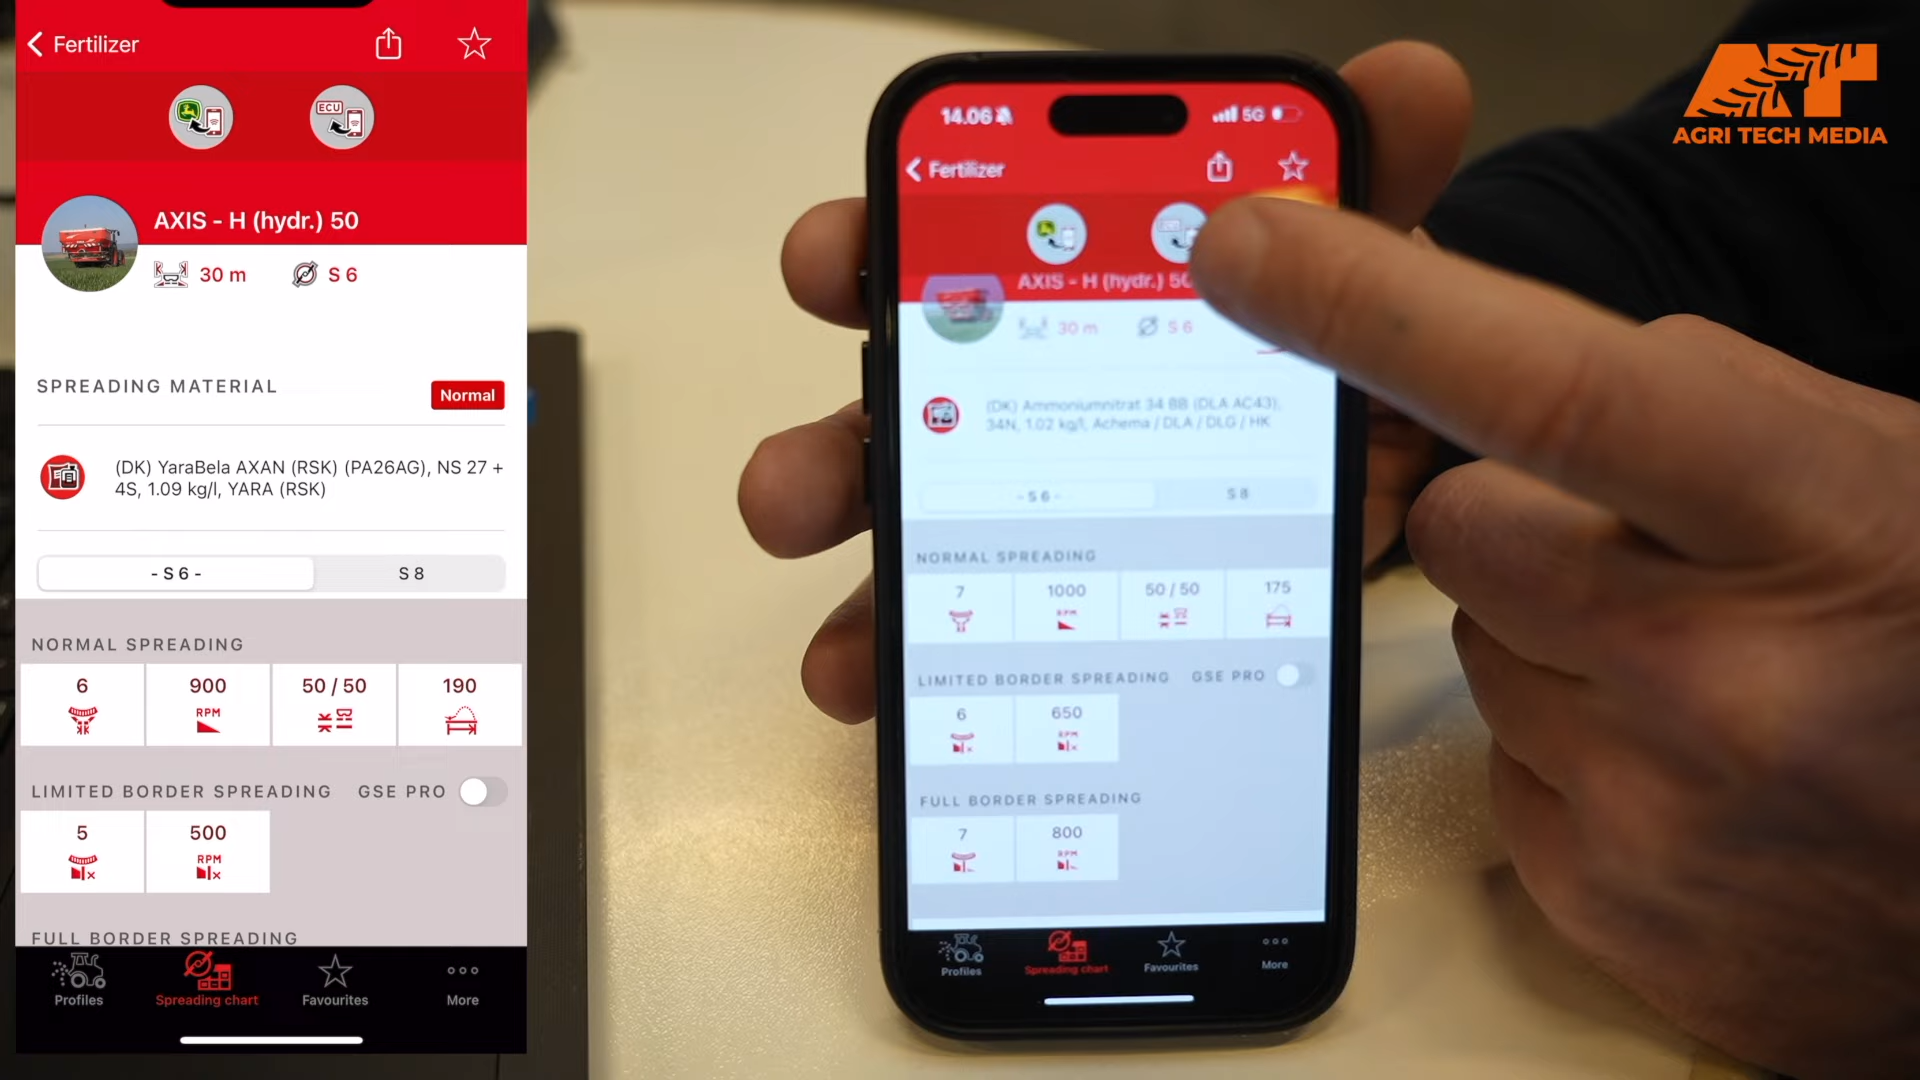 Fertilizer
ECU
AXIS - H (hydr.) 50
30 m
S 6
SPREADING MATERIAL
Normal
(DK) YaraBela AXAN (RSK) (PA26AG), NS 27 +
4S, 1.09 kg/l, YARA (RSK)
- S 6 -
S 8
NORMAL SPREADING
6
900
50 / 50
190
RPM
LIMITED BORDER SPREADING
GSE PRO
5
500
RPM
FULL BORDER SPREADING
Profiles
Spreading chart
Favourites
More
14.06
5G
Fertilizer
AXIS - H (hydr.) 50
30 m
S 6
(DK) Ammoniumnitrat 34 BB (DLA AC43),
34N, 1.02 kg/l, Achema / DLA / DLG / HK
- S 6 -
S 8
NORMAL SPREADING
7
1000
50 / 50
175
RPM
LIMITED BORDER SPREADING
GSE PRO
6
650
RPM
FULL BORDER SPREADING
7
800
RPM
Profiles
Spreading chart
Favourites
More
AT
AGRI TECH MEDIA